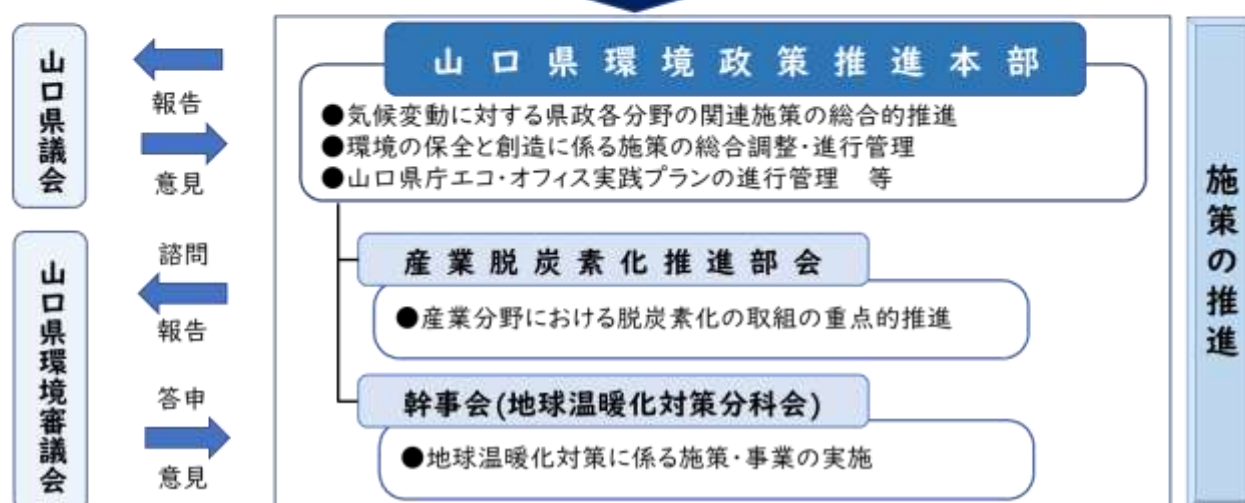 山口県議会
報告
意見
山口県環境審議会
諮問
報告
答申
意見
山口県環境政策推進本部
●気候変動に対する県政各分野の関連施策の総合的推進
●環境の保全と創造に係る施策の総合調整・進行管理
●山口県庁エコ・オフィス実践プランの進行管理　等
産業脱炭素化推進部会
●産業分野における脱炭素化の取組の重点的推進
幹事会(地球温暖化対策分科会)
●地球温暖化対策に係る施策・事業の実施
施策の推進